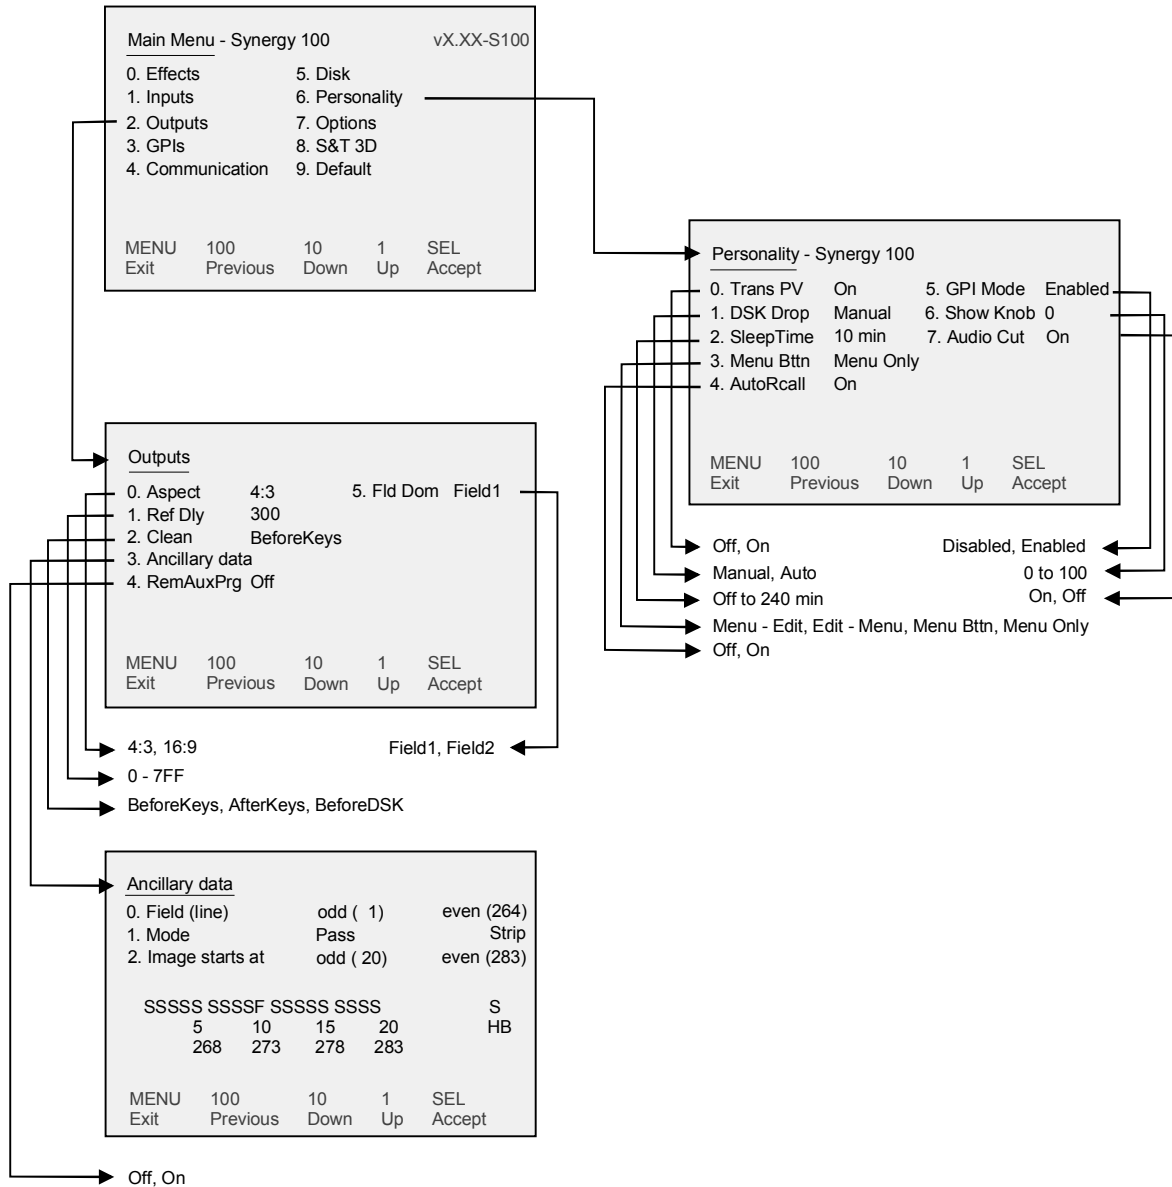 Main Menu - Synergy 100 vX.XX-S100
0. Effects 5. Disk
1. Inputs 6. Personality
2. Outputs 7. Options
3. GPIs 8. S&T 3D
4. Communication 9. Default
MENU 100 10 1 SEL
Exit Previous Down Up Accept
Personality - Synergy 100
0. Trans PV On 5. GPI Mode Enabled
1. DSK Drop Manual 6. Show Knob 0
2. SleepTime 10 min 7. Audio Cut On
3. Menu Bttn Menu Only
4. AutoRcall On
MENU 100 10 1 SEL
Exit Previous Down Up Accept
Off, On Disabled, Enabled
Manual, Auto 0 to 100
Off to 240 min On, Off
Menu - Edit, Edit - Menu, Menu Bttn, Menu Only
Off, On
Outputs
0. Aspect 4:3 5. Fld Dom Field1
1. Ref Dly 300
2. Clean BeforeKeys
3. Ancillary data
4. RemAuxPrg Off
MENU 100 10 1 SEL
Exit Previous Down Up Accept
4:3, 16:9 Field1, Field2
0 - 7FF
BeforeKeys, AfterKeys, BeforeDSK
Ancillary data
0. Field (line) odd ( 1) even (264)
1. Mode Pass Strip
2. Image starts at odd ( 20) even (283)
SSSSS SSSSF SSSSS SSSS S
5 10 15 20 HB
268 273 278 283
MENU 100 10 1 SEL
Exit Previous Down Up Accept
Off, On